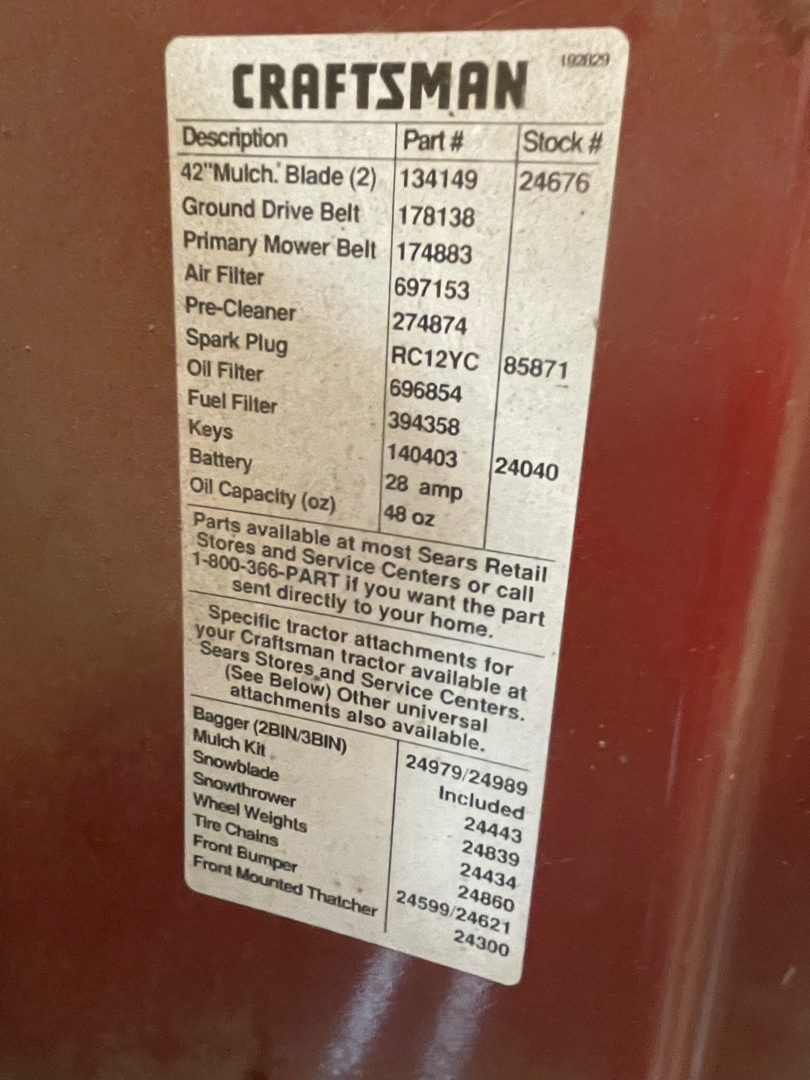 192029
CRAFTSMAN
Description Part # Stock #
42"Mulch. Blade (2) 134149 24676
Ground Drive Belt 178138
Primary Mower Belt 174883
Air Filter 697153
Pre-Cleaner 274874
Spark Plug RC12YC 85871
Oil Filter 696854
Fuel Filter 394358
Keys 140403 24040
Battery 28 amp
Oil Capacity (oz) 48 oz
Parts available at most Sears Retail
Stores and Service Centers or call
1-800-366-PART if you want the part
sent directly to your home.
Specific tractor attachments for
your Craftsman tractor available at
Sears Stores and Service Centers.
(See Below) Other universal
attachments also available.
Bagger (2BIN/3BIN) 24979/24989
Mulch Kit Included
Snowblade 24443
Snowthrower 24839
Wheel Weights 24434
Tire Chains 24860
Front Bumper 24599/24621
Front Mounted Thatcher 24300